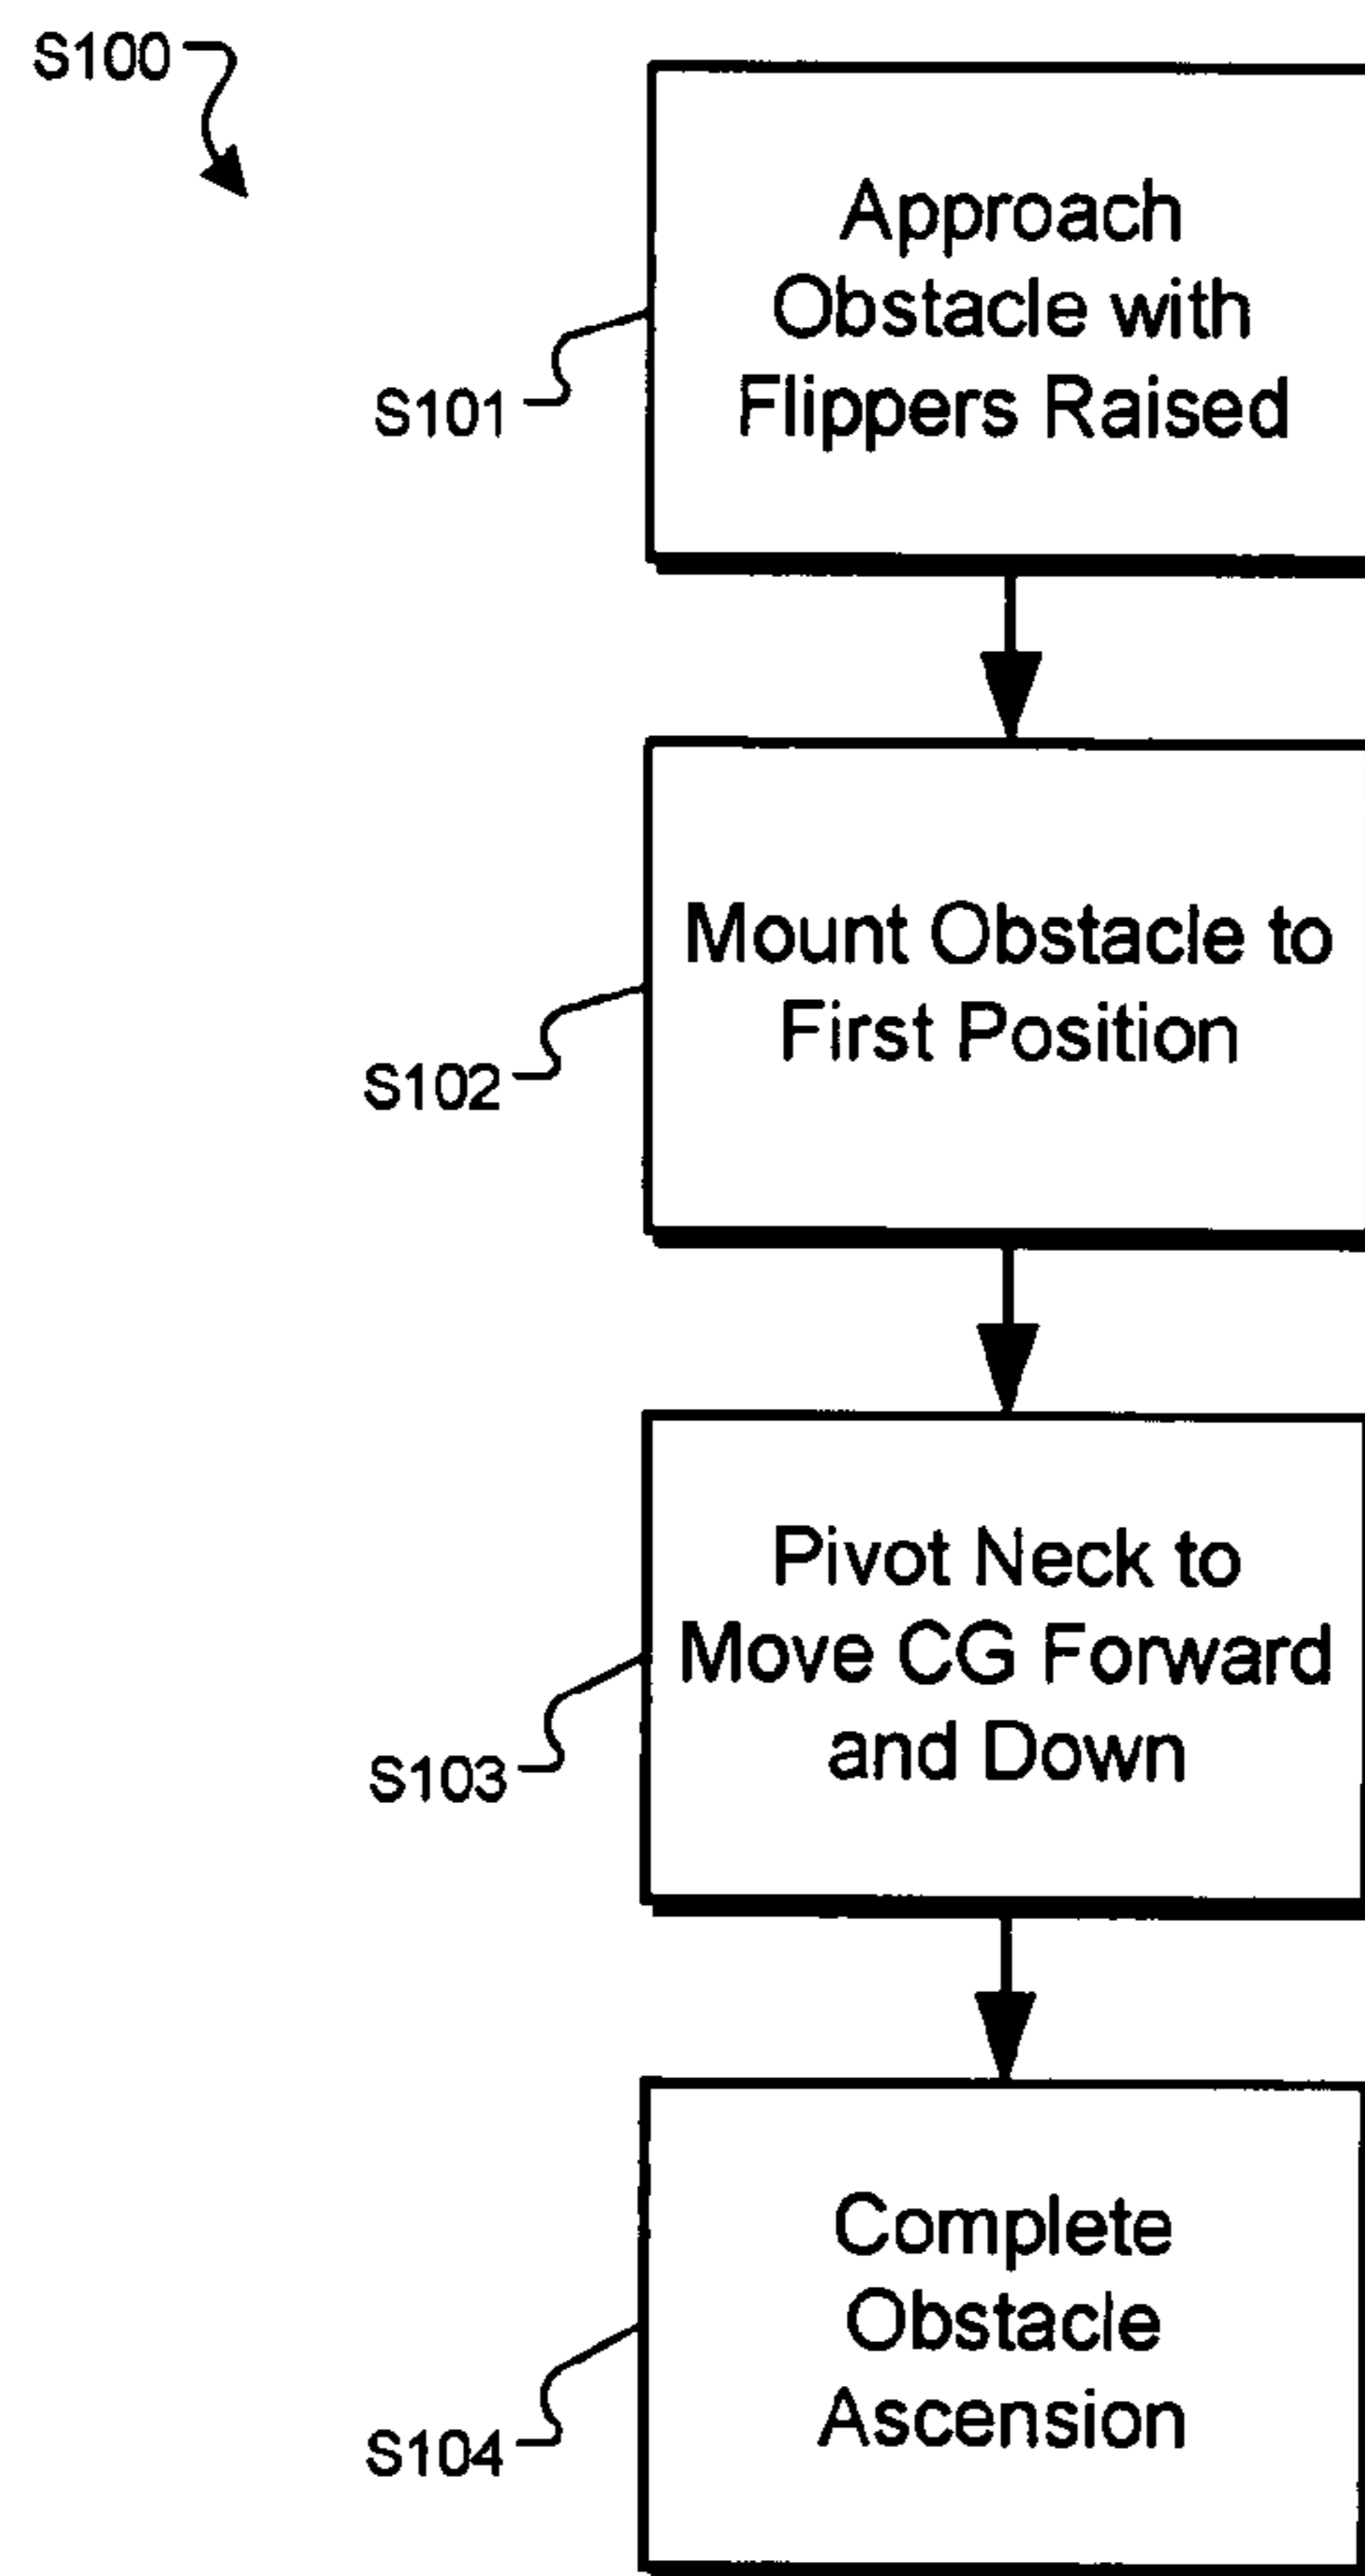 S100
Approach
Obstacle with
Flippers Raised
S101
Mount Obstacle to
First Position
S102
Pivot Neck to
Move CG Forward
and Down
S103
Complete
Obstacle
Ascension
S104